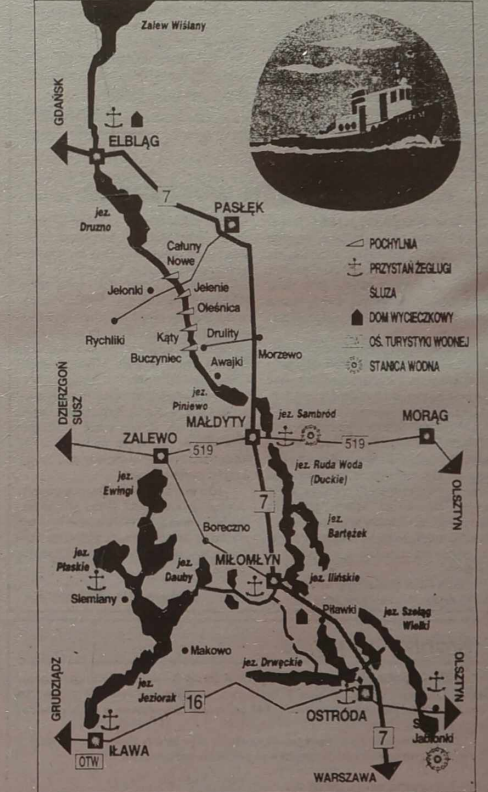 Zalew Wiślany
GDAŃSK
ELBLĄG
jez.
Drużno
7
PASŁĘK
Całuny
Nowe
Jelonki
Jelenie
Oleśnica
Rychliki
Kąty
Drulity
Buczyniec
Awajki
Morzewo
jez.
Piniewo
POCHYLNIA
PRZYSTAŃ ŻEGLUGI
ŚLUZA
DOM WYCIECZKOWY
OŚ. TURYSTYKI WODNEJ
STANICA WODNA
DZIERZGOŃ
SUSZ
MAŁDYTY
jez. Sambród
MORĄG
ZALEWO
519
519
OLSZTYN
jez.
Ewingi
jez. Ruda Woda
(Duckie)
7
jez.
Bartężek
Boreczno
MIŁOMŁYN
jez.
Płaskie
jez.
Dauby
jez. Ilińskie
Siemiany
Piławki
jez. Szeląg
Wielki
Makowo
jez. Drwęckie
GRUDZIĄDZ
jez.
Jeziorak
16
OSTRÓDA
OLSZTYN
Jabłonki
IŁAWA
OTW
7
WARSZAWA